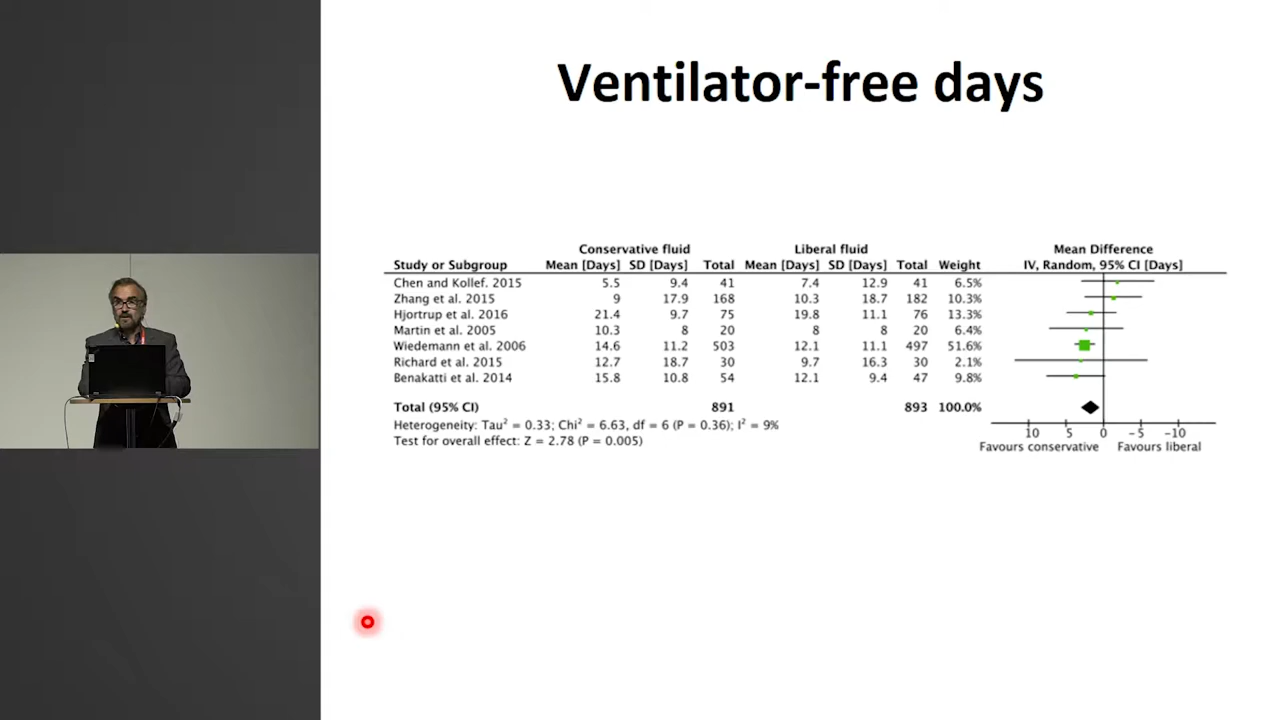 Ventilator-free days
Conservative fluid Liberal fluid Mean Difference
Study or Subgroup Mean [Days] SD [Days] Total Mean [Days] SD [Days] Total Weight IV, Random, 95% CI [Days]
Chen and Kollef. 2015 5.5 9.4 41 7.4 12.9 41 6.5%
Zhang et al. 2015 9 17.9 168 10.3 18.7 182 10.3%
Hjortrup et al. 2016 21.4 9.7 75 19.8 11.1 76 13.3%
Martin et al. 2005 10.3 8 20 8 8 20 6.4%
Wiedemann et al. 2006 14.6 11.2 503 12.1 11.1 497 51.6%
Richard et al. 2015 12.7 18.7 30 9.7 16.3 30 2.1%
Benakatti et al. 2014 15.8 10.8 54 12.1 9.4 47 9.8%
Total (95% CI) 891 893 100.0%
Heterogeneity: Tau² = 0.33; Chi² = 6.63, df = 6 (P = 0.36); I² = 9%
Test for overall effect: Z = 2.78 (P = 0.005)
10 5 0 -5 -10
Favours conservative Favours liberal